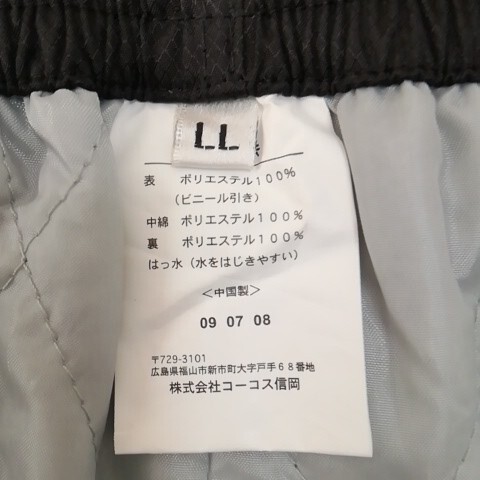 LL
表 ポリエステル100%
(ビニール引き)
中綿 ポリエステル100%
裏 ポリエステル100%
はっ水(水をはじきやすい)
<中国製>
09 07 08
〒729-3101
広島県福山市新市町大字戸手68番地
株式会社コーコス信岡